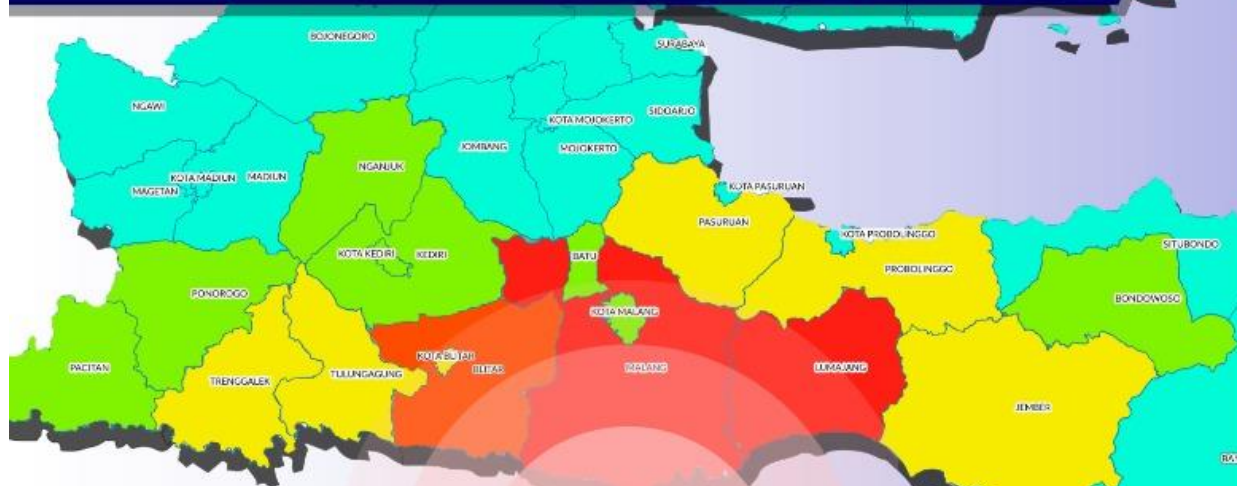 BOJONEGORO
SURABAYA
NGAWI
SIDOARJO
KOTA MOJOKERTO
JOMBANG
MOJOKERTO
NGANJUK
KOTA MADIUN
MADIUN
MAGETAN
KOTA PASURUAN
PASURUAN
KOTA PROBOLINGGO
SITUBONDO
KOTA KEDIRI
KEDIRI
BATU
PROBOLINGGO
PONOROGO
BONDOWOSO
KOTA MALANG
KOTA BLITAR
BLITAR
PACITAN
TRENGGALEK
TULUNGAGUNG
MALANG
LUMAJANG
JEMBER